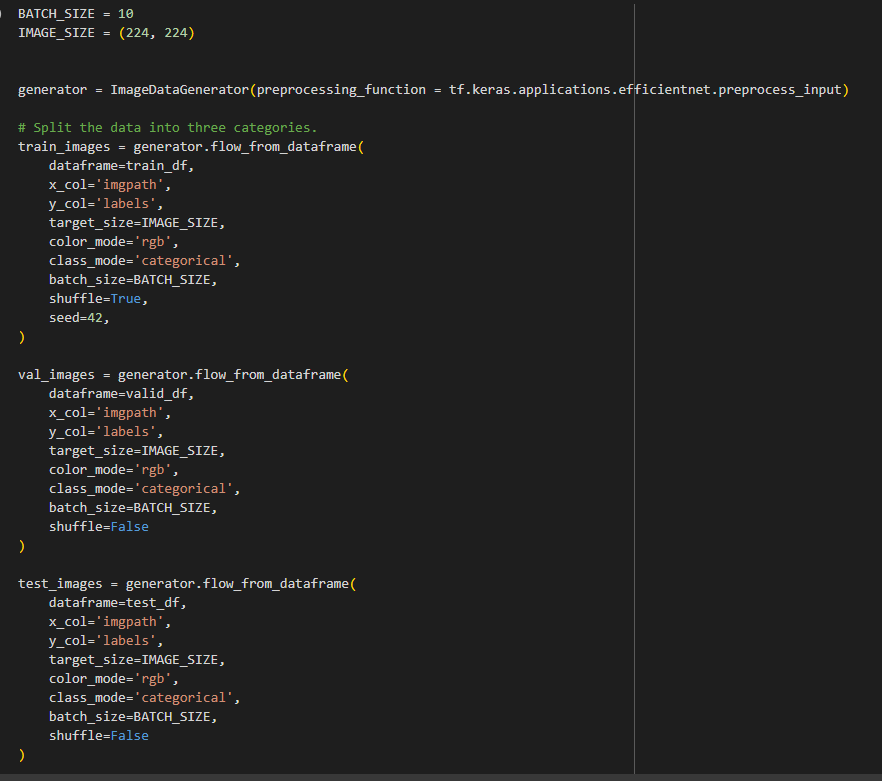 BATCH_SIZE = 10
IMAGE_SIZE = (224, 224)
generator = ImageDataGenerator(preprocessing_function = tf.keras.applications.efficientnet.preprocess_input)
# Split the data into three categories.
train_images = generator.flow_from_dataframe(
    dataframe=train_df,
    x_col='imgpath',
    y_col='labels',
    target_size=IMAGE_SIZE,
    color_mode='rgb',
    class_mode='categorical',
    batch_size=BATCH_SIZE,
    shuffle=True,
    seed=42,
)
val_images = generator.flow_from_dataframe(
    dataframe=valid_df,
    x_col='imgpath',
    y_col='labels',
    target_size=IMAGE_SIZE,
    color_mode='rgb',
    class_mode='categorical',
    batch_size=BATCH_SIZE,
    shuffle=False
)
test_images = generator.flow_from_dataframe(
    dataframe=test_df,
    x_col='imgpath',
    y_col='labels',
    target_size=IMAGE_SIZE,
    color_mode='rgb',
    class_mode='categorical',
    batch_size=BATCH_SIZE,
    shuffle=False
)